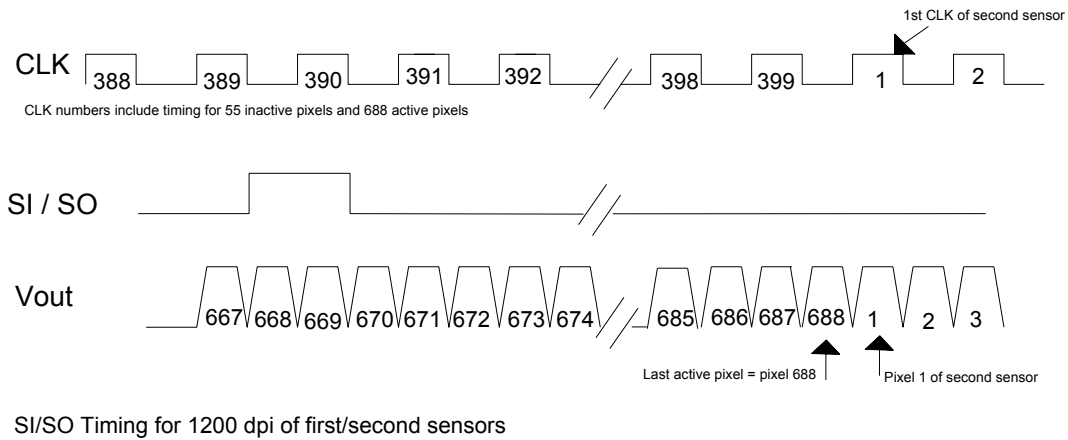 1st CLK of second sensor
CLK
388 389 390 391 392 398 399 1 2
CLK numbers include timing for 55 inactive pixels and 688 active pixels
SI / SO
Vout
667 668 669 670 671 672 673 674 685 686 687 688 1 2 3
Last active pixel = pixel 688
Pixel 1 of second sensor
SI/SO Timing for 1200 dpi of first/second sensors